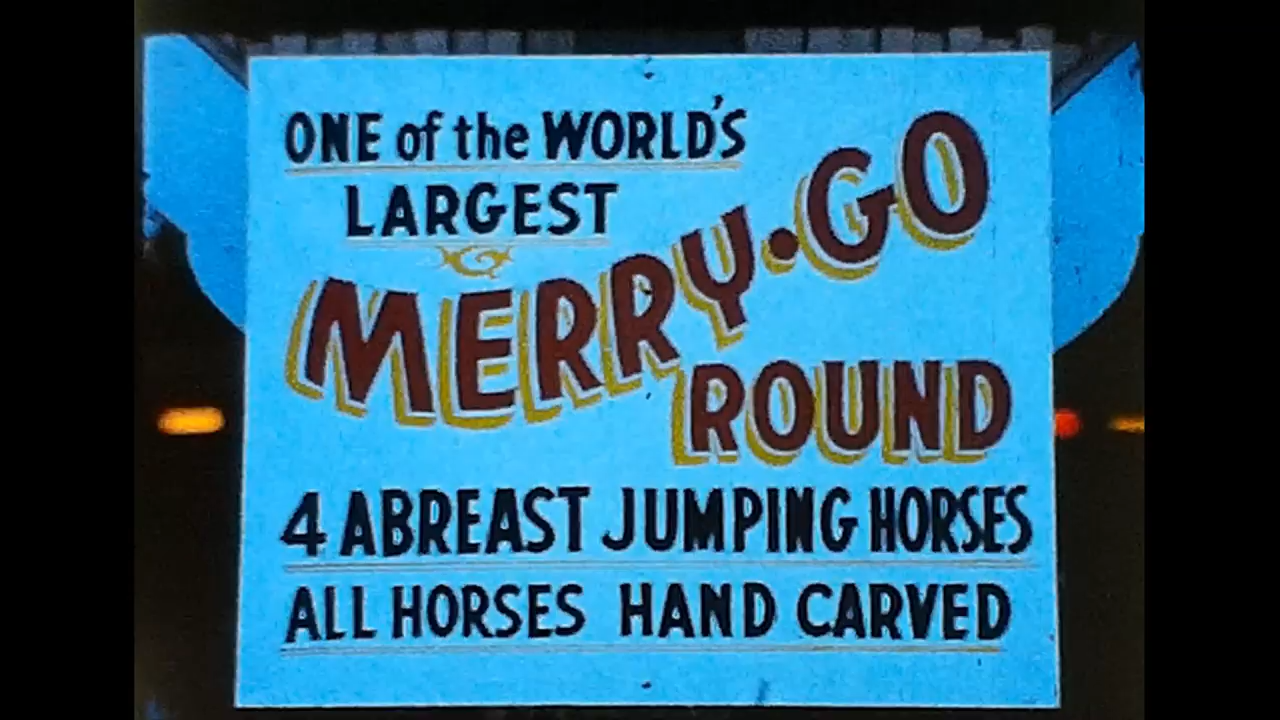 ONE of the WORLD'S
LARGEST
MERRY·GO
ROUND
4 ABREAST JUMPING HORSES
ALL HORSES HAND CARVED